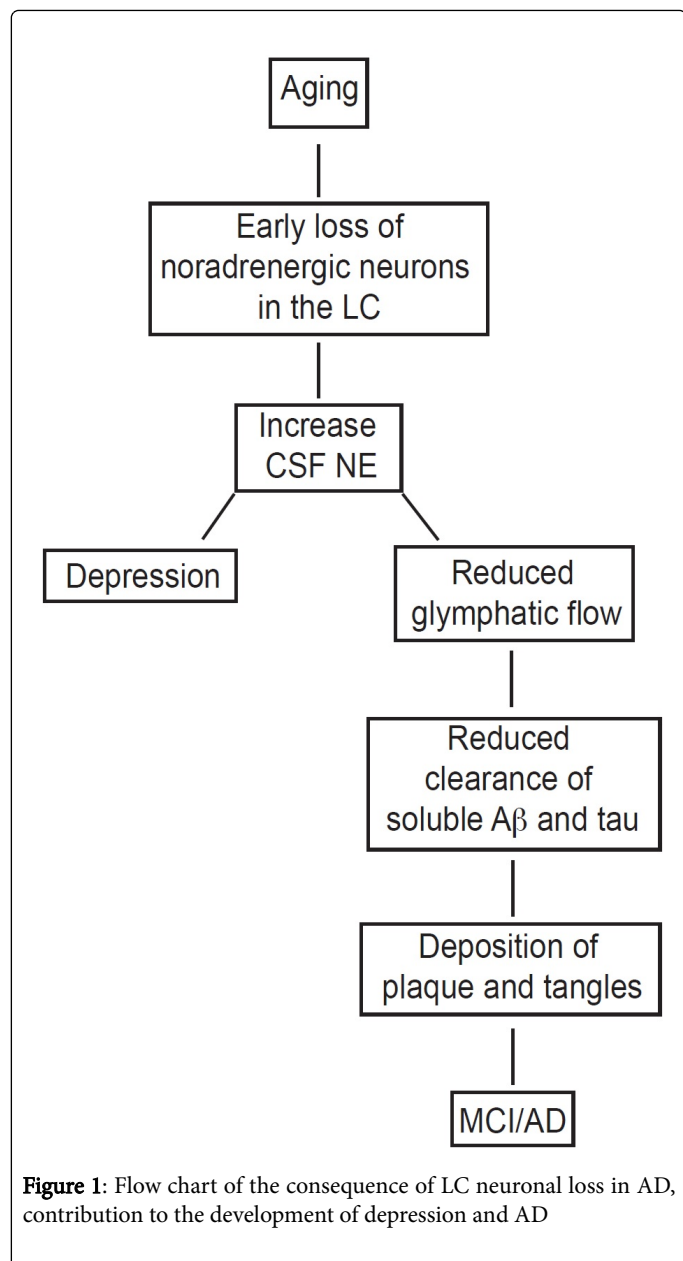 Aging
Early loss of
noradrenergic neurons
in the LC
Increase
CSF NE
Depression
Reduced
glymphatic flow
Reduced
clearance of
soluble Aβ and tau
Deposition of
plaque and tangles
MCI/AD
Figure 1: Flow chart of the consequence of LC neuronal loss in AD,
contribution to the development of depression and AD